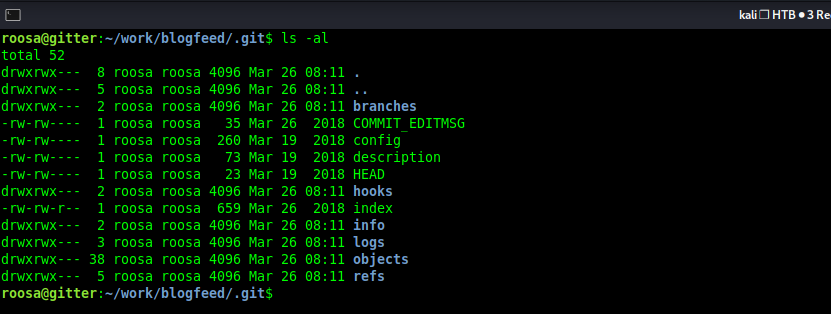 kali ❐ HTB ● 3 Re
roosa@gitter:~/work/blogfeed/.git$ ls -al
total 52
drwxrwx---  8 roosa roosa 4096 Mar 26 08:11 .
drwxrwx---  5 roosa roosa 4096 Mar 26 08:11 ..
drwxrwx---  2 roosa roosa 4096 Mar 26 08:11 branches
-rw-rw----  1 roosa roosa   35 Mar 26  2018 COMMIT_EDITMSG
-rw-rw----  1 roosa roosa  260 Mar 19  2018 config
-rw-rw----  1 roosa roosa   73 Mar 19  2018 description
-rw-rw----  1 roosa roosa   23 Mar 19  2018 HEAD
drwxrwx---  2 roosa roosa 4096 Mar 26 08:11 hooks
-rw-rw-r--  1 roosa roosa  659 Mar 26  2018 index
drwxrwx---  2 roosa roosa 4096 Mar 26 08:11 info
drwxrwx---  3 roosa roosa 4096 Mar 26 08:11 logs
drwxrwx--- 38 roosa roosa 4096 Mar 26 08:11 objects
drwxrwx---  5 roosa roosa 4096 Mar 26 08:11 refs
roosa@gitter:~/work/blogfeed/.git$